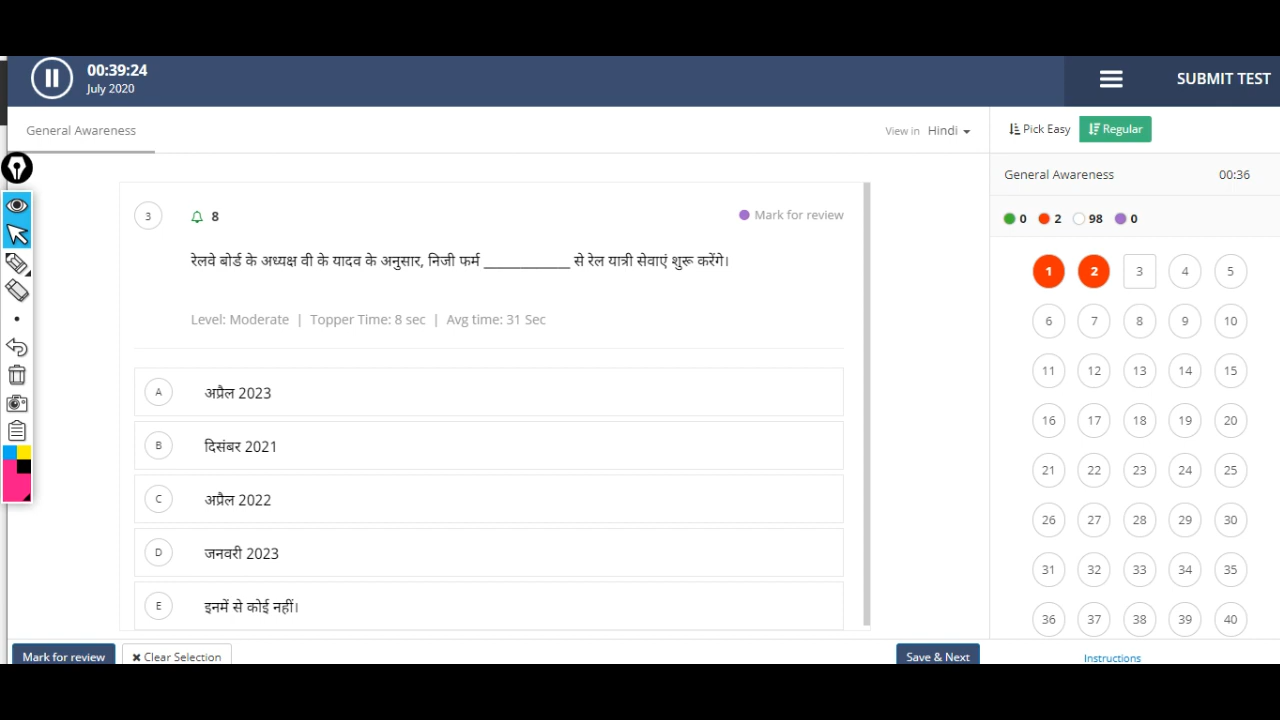 00:39:24
July 2020
SUBMIT TEST
General Awareness
View in Hindi
Pick Easy Regular
General Awareness 00:36
0 2 98 0
3 8 Mark for review
रेलवे बोर्ड के अध्यक्ष वी के यादव के अनुसार, निजी फर्म _____________ से रेल यात्री सेवाएं शुरू करेंगे।
Level: Moderate | Topper Time: 8 sec | Avg time: 31 Sec
A अप्रैल 2023
B दिसंबर 2021
C अप्रैल 2022
D जनवरी 2023
E इनमें से कोई नहीं।
1 2 3 4 5
6 7 8 9 10
11 12 13 14 15
16 17 18 19 20
21 22 23 24 25
26 27 28 29 30
31 32 33 34 35
36 37 38 39 40
Mark for review ✖ Clear Selection Save & Next Instructions